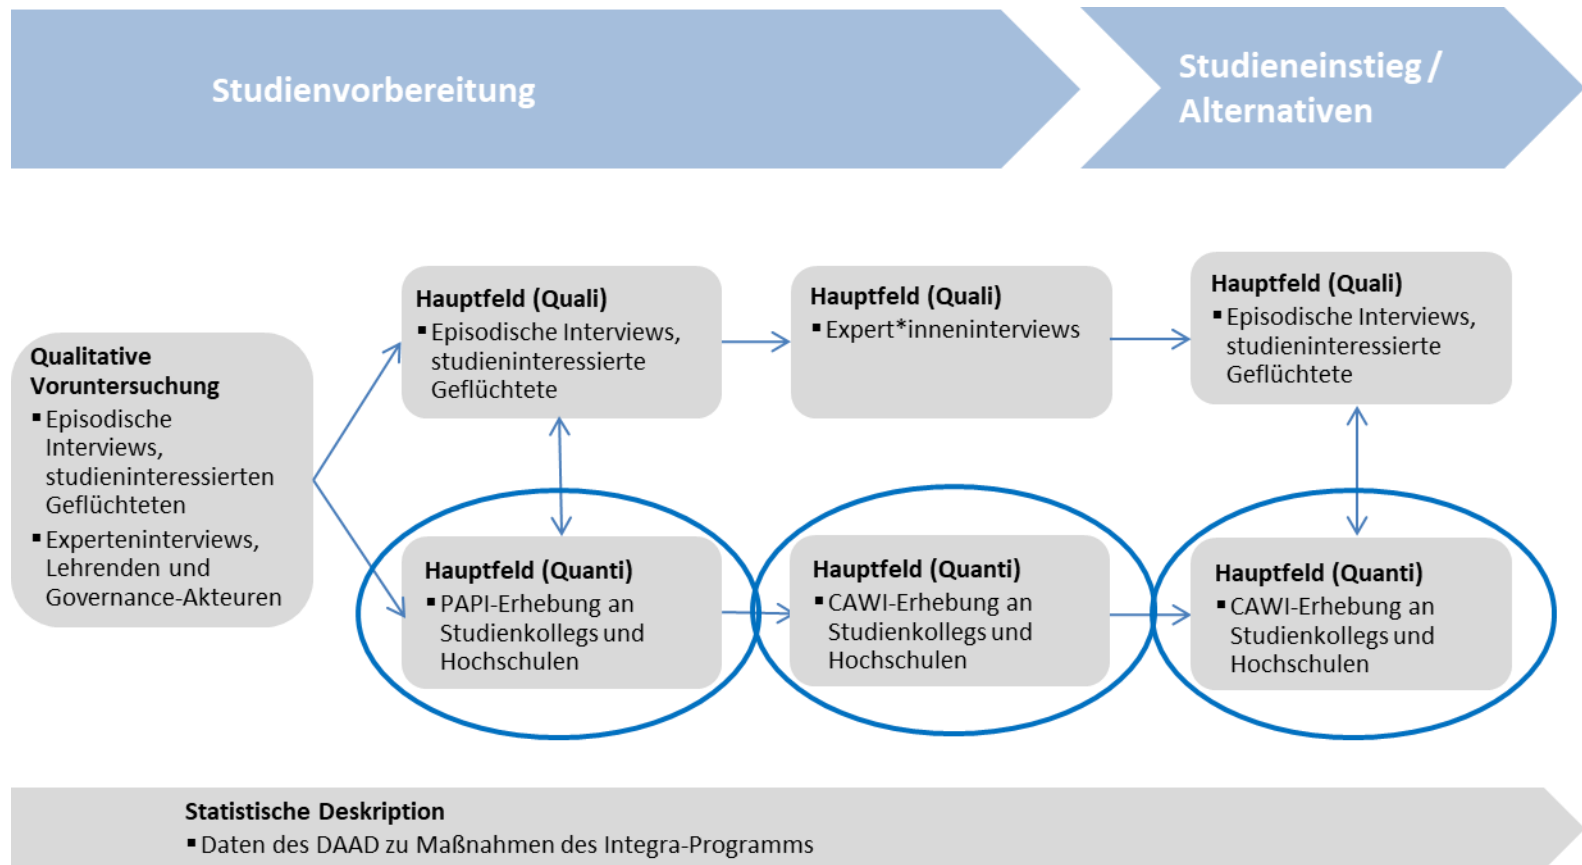 Studienvorbereitung
Studieneinstieg /
Alternativen
Qualitative
Voruntersuchung
▪ Episodische
Interviews,
studieninteressierten
Geflüchteten
▪ Experteninterviews,
Lehrenden und
Governance-Akteuren
Hauptfeld (Quali)
▪ Episodische Interviews,
studieninteressierte
Geflüchtete
Hauptfeld (Quali)
▪ Expert*inneninterviews
Hauptfeld (Quali)
▪ Episodische Interviews,
studieninteressierte
Geflüchtete
Hauptfeld (Quanti)
▪ PAPI-Erhebung an
Studienkollegs und
Hochschulen
Hauptfeld (Quanti)
▪ CAWI-Erhebung an
Studienkollegs und
Hochschulen
Hauptfeld (Quanti)
▪ CAWI-Erhebung an
Studienkollegs und
Hochschulen
Statistische Deskription
▪ Daten des DAAD zu Maßnahmen des Integra-Programms